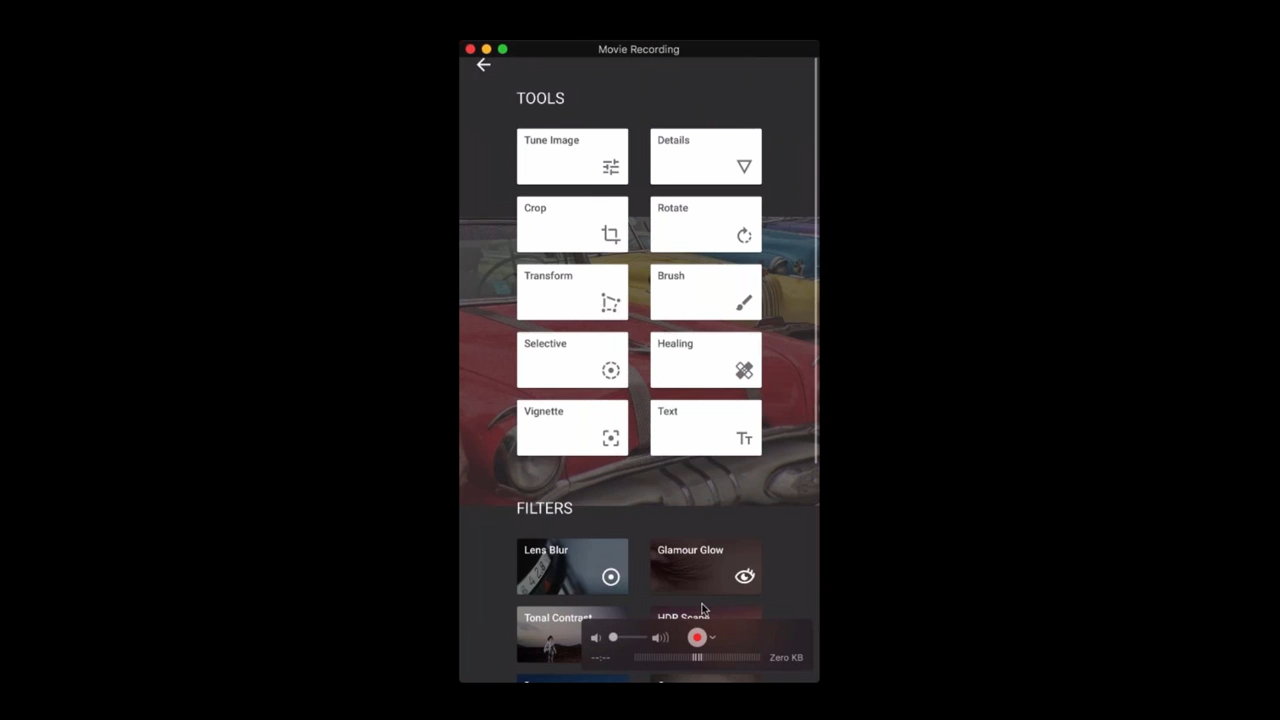 Movie Recording
TOOLS
Tune Image
Details
Crop
Rotate
Transform
Brush
Selective
Healing
Vignette
Text
FILTERS
Lens Blur
Glamour Glow
Tonal Contrast
HDR Scape
--:--
Zero KB